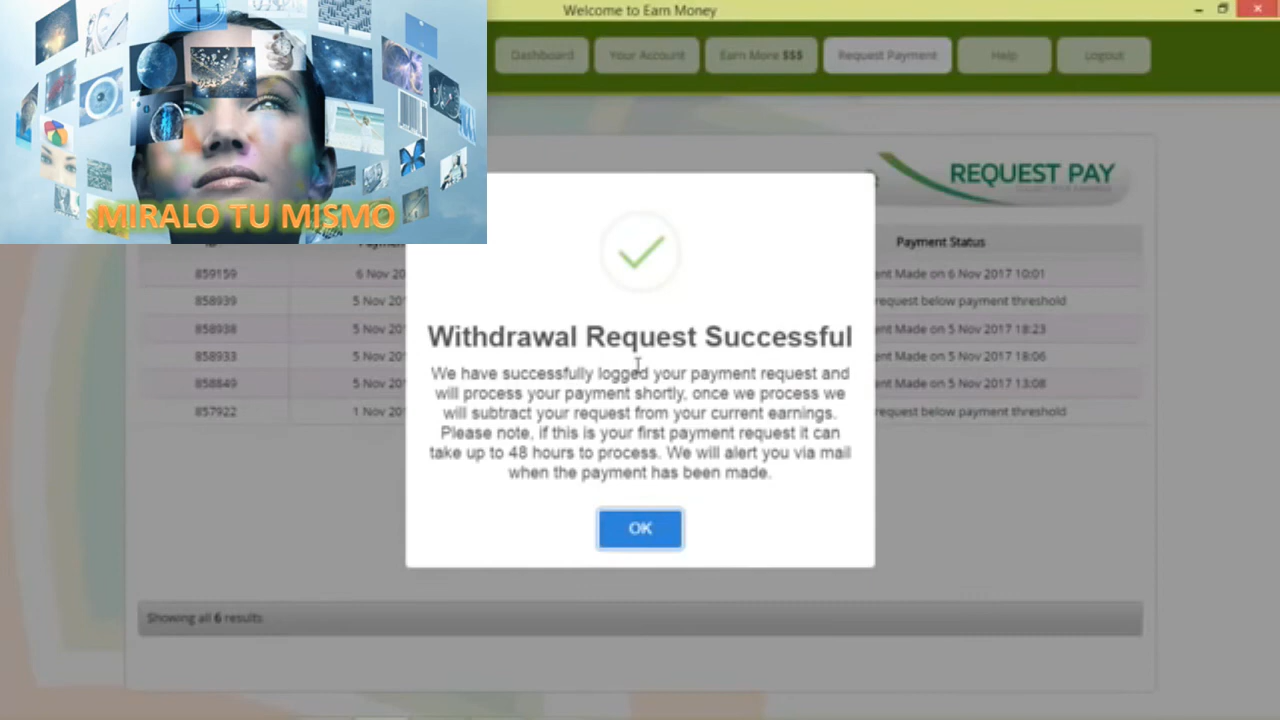 Welcome to Earn Money
Dashboard
Your Account
Earn More $$$
Request Payment
Help
Logout
MIRALO TU MISMO
REQUEST PAY
Payment Status
859159
6 Nov 20
nt Made on 6 Nov 2017 10:01
858939
5 Nov 20
request below payment threshold
858938
5 Nov 20
nt Made on 5 Nov 2017 18:23
858933
5 Nov 20
nt Made on 5 Nov 2017 18:06
858849
5 Nov 20
nt Made on 5 Nov 2017 13:08
857922
1 Nov 20
request below payment threshold
Withdrawal Request Successful
We have successfully logged your payment request and
will process your payment shortly, once we process we
will subtract your request from your current earnings.
Please note, if this is your first payment request it can
take up to 48 hours to process. We will alert you via mail
when the payment has been made.
OK
Showing all 6 results